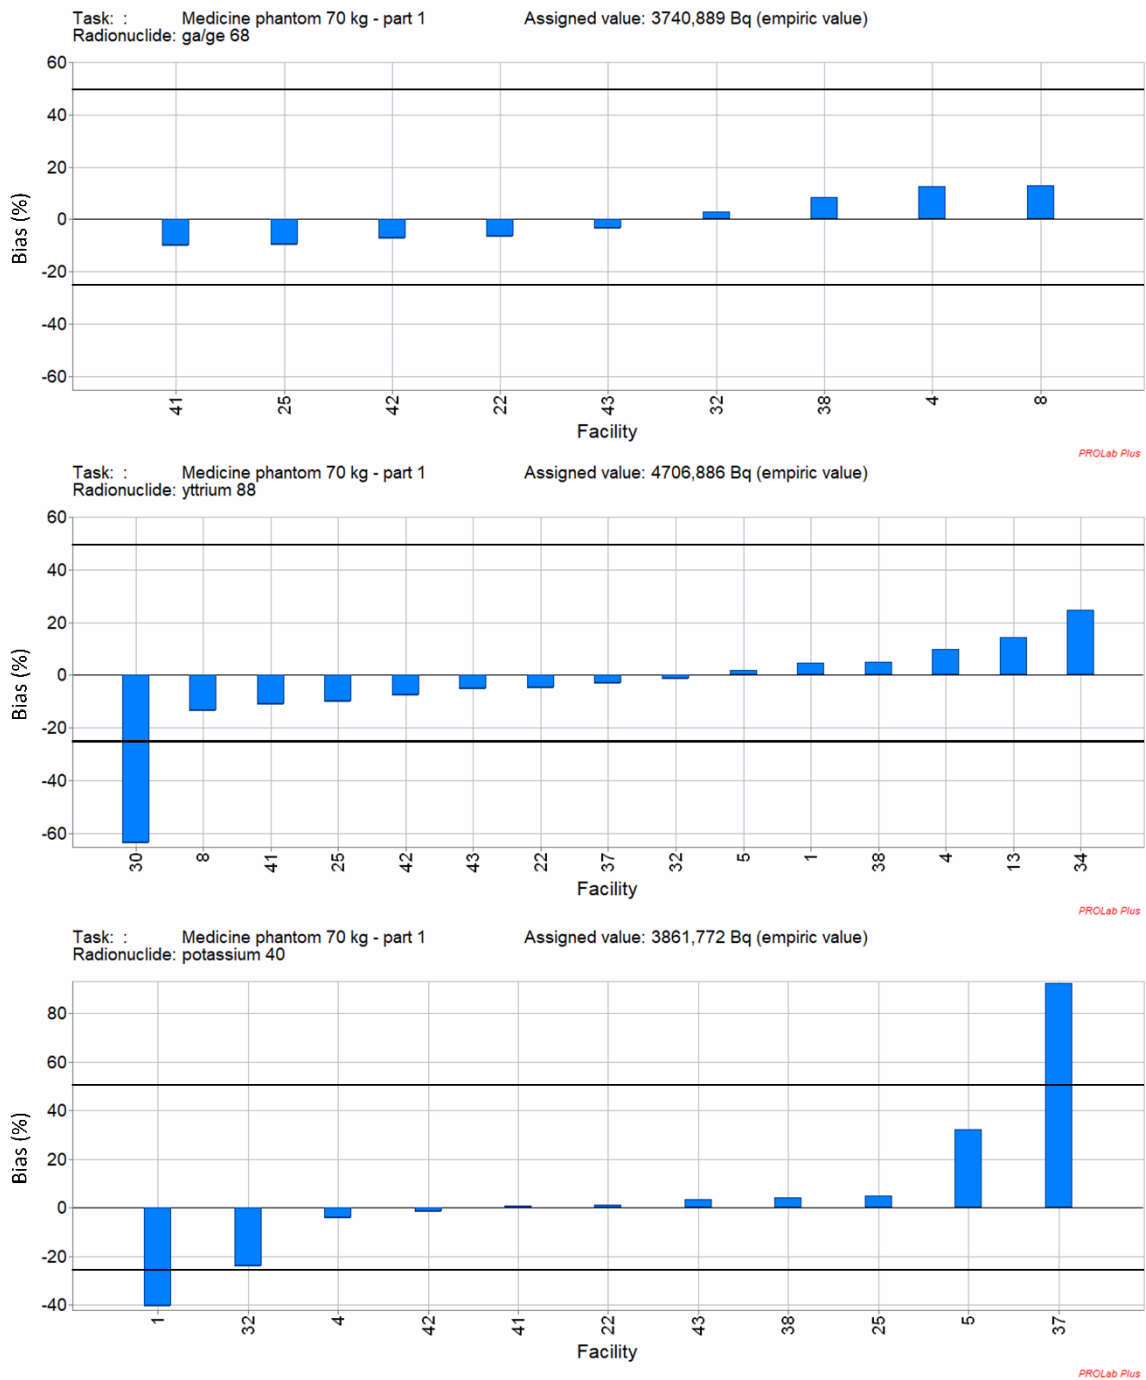 Task: : Medicine phantom 70 kg - part 1 Assigned value: 3740,889 Bq (empiric value)
Radionuclide: ga/ge 68
60
40
20
0
-20
-40
-60
Bias (%)
41 25 42 22 43 32 38 4 8
Facility
PROLab Plus
Task: : Medicine phantom 70 kg - part 1 Assigned value: 4706,886 Bq (empiric value)
Radionuclide: yttrium 88
60
40
20
0
-20
-40
-60
Bias (%)
30 8 41 25 42 43 22 37 32 5 1 38 4 13 34
Facility
PROLab Plus
Task: : Medicine phantom 70 kg - part 1 Assigned value: 3861,772 Bq (empiric value)
Radionuclide: potassium 40
80
60
40
20
0
-20
-40
Bias (%)
1 32 4 42 41 22 43 38 25 5 37
Facility
PROLab Plus